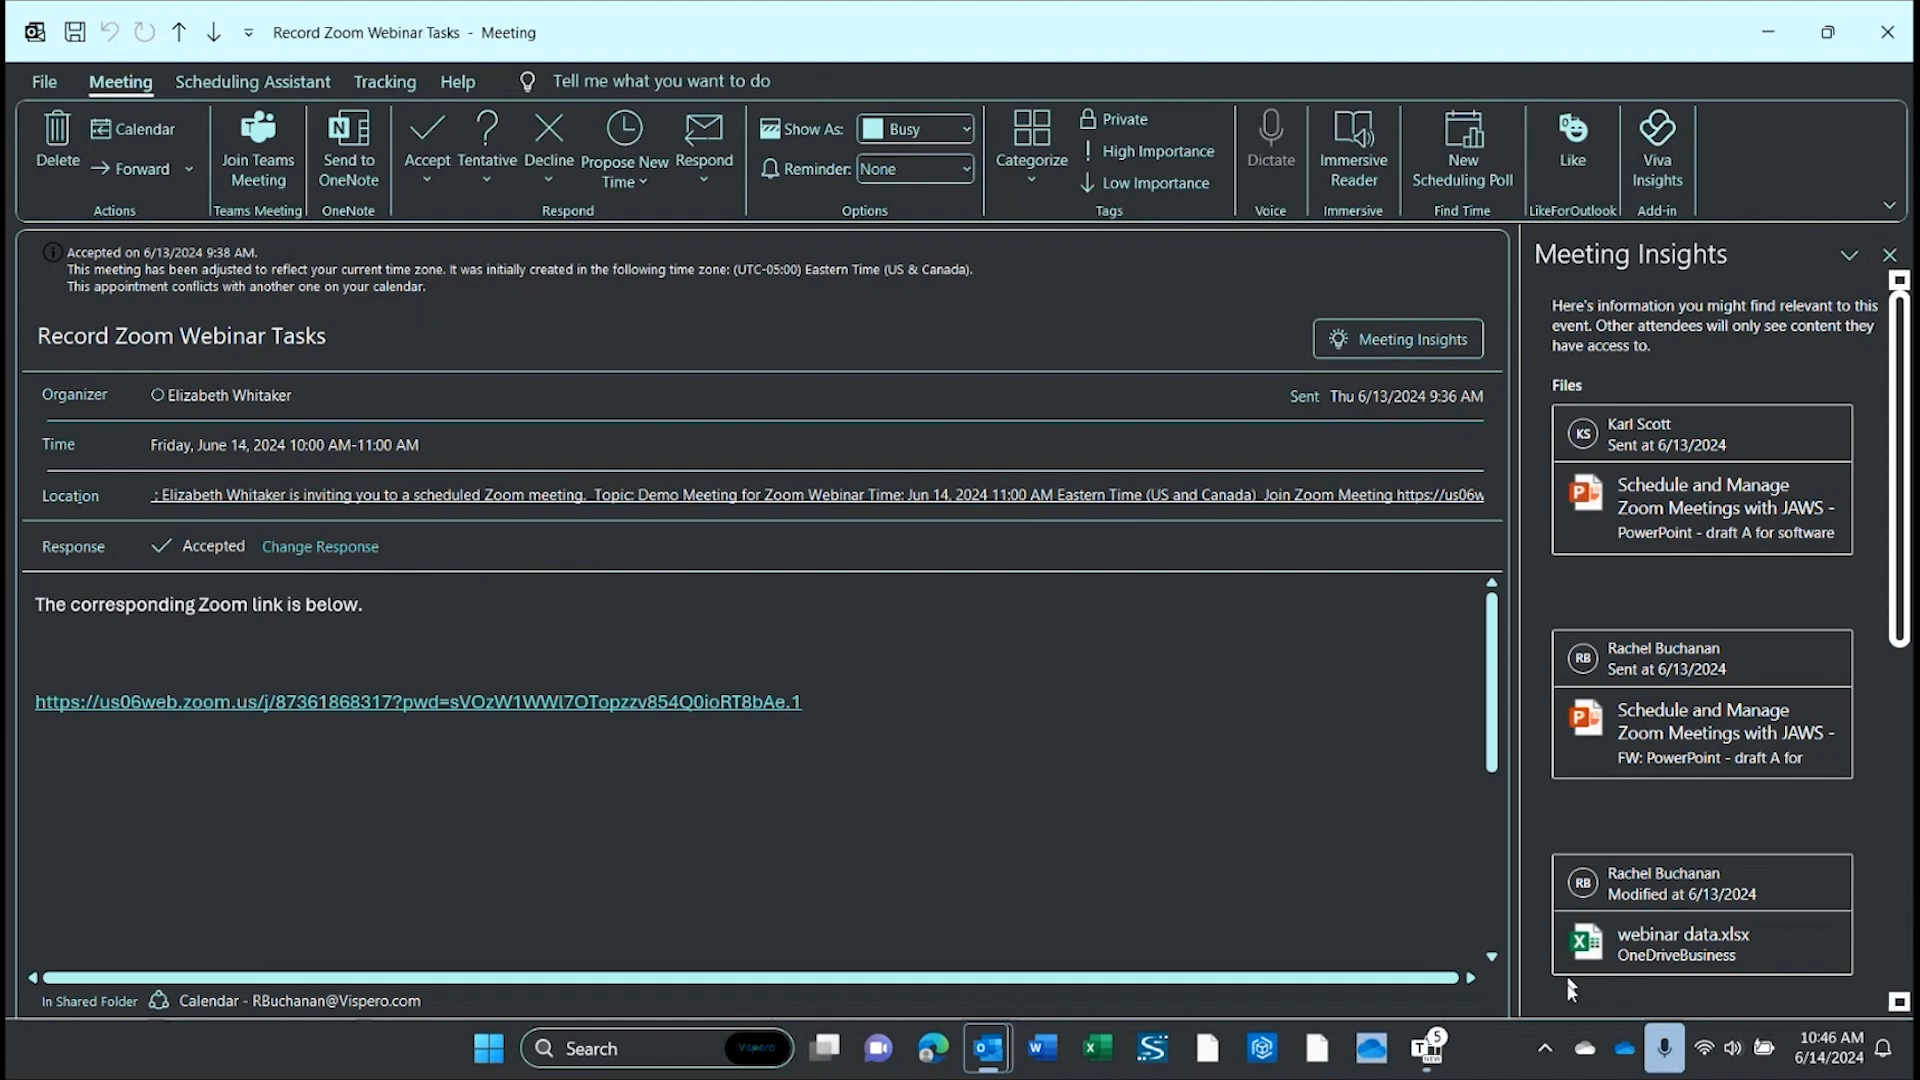 Record Zoom Webinar Tasks - Meeting
File Meeting Scheduling Assistant Tracking Help Tell me what you want to do
Delete
Calendar
Forward
Actions
Join Teams
Meeting
Teams Meeting
N
Send to
OneNote
OneNote
Accept Tentative Decline Propose New
Time
Respond
Respond
Show As: Busy
Reminder: None
Options
Categorize
Private
High Importance
Low Importance
Tags
Dictate
Voice
Immersive
Reader
Immersive
New
Scheduling Poll
Find Time
Like
LikeForOutlook
Viva
Insights
Add-in
Accepted on 6/13/2024 9:38 AM.
This meeting has been adjusted to reflect your current time zone. It was initially created in the following time zone: (UTC-05:00) Eastern Time (US & Canada).
This appointment conflicts with another one on your calendar.
Record Zoom Webinar Tasks
Meeting Insights
Organizer Elizabeth Whitaker Sent Thu 6/13/2024 9:36 AM
Time Friday, June 14, 2024 10:00 AM-11:00 AM
Location ; Elizabeth Whitaker is inviting you to a scheduled Zoom meeting. Topic: Demo Meeting for Zoom Webinar Time: Jun 14, 2024 11:00 AM Eastern Time (US and Canada) Join Zoom Meeting https://us06w
Response Accepted Change Response
The corresponding Zoom link is below.
https://us06web.zoom.us/j/87361868317?pwd=sVOzW1WWl7OTopzzv854Q0ioRT8bAe.1
In Shared Folder Calendar - RBuchanan@Vispero.com
Meeting Insights
Here's information you might find relevant to this
event. Other attendees will only see content they
have access to.
Files
KS
Karl Scott
Sent at 6/13/2024
P
Schedule and Manage
Zoom Meetings with JAWS -
PowerPoint - draft A for software
RB
Rachel Buchanan
Sent at 6/13/2024
P
Schedule and Manage
Zoom Meetings with JAWS -
FW: PowerPoint - draft A for
RB
Rachel Buchanan
Modified at 6/13/2024
X
webinar data.xlsx
OneDriveBusiness
Search Vispero
5
NEW
10:46 AM
6/14/2024